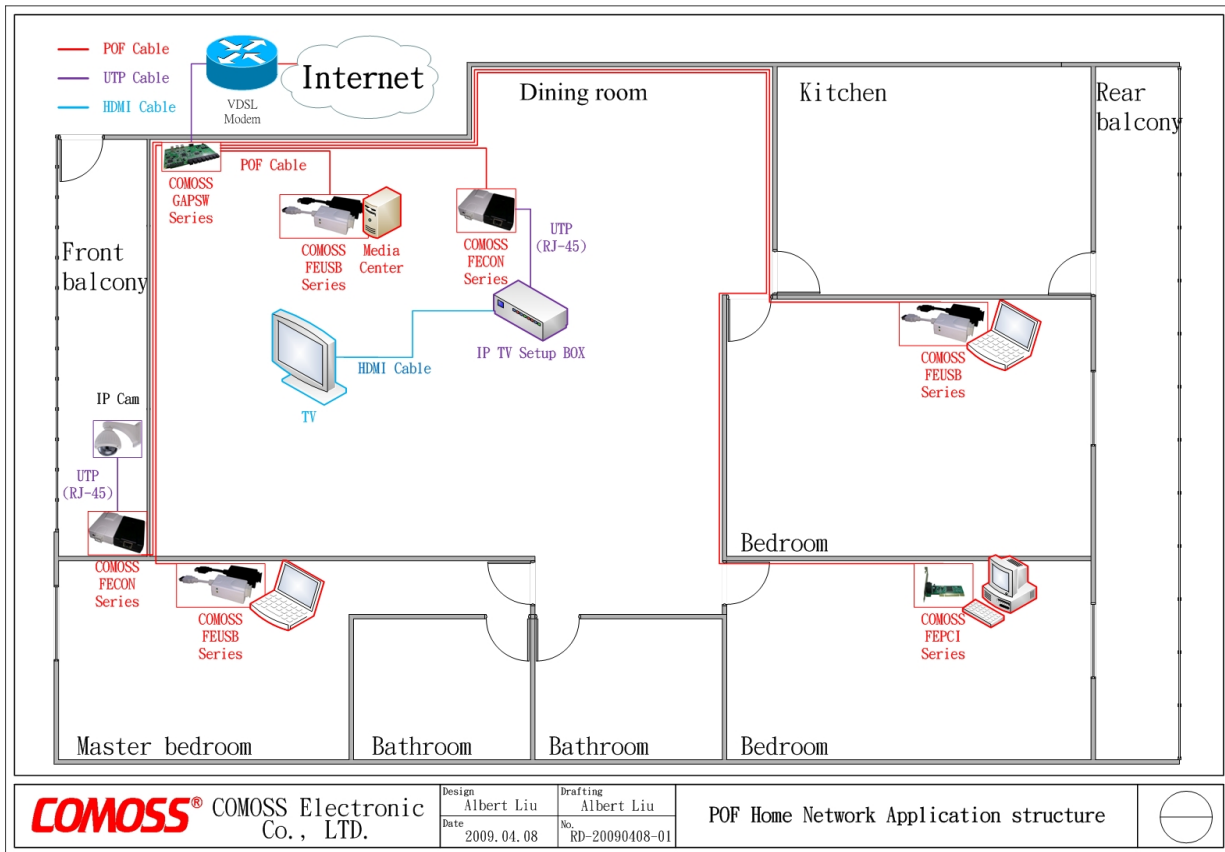 POF Cable
UTP Cable
HDMI Cable
VDSL
Modem
Internet
Dining room
Kitchen
Rear
balcony
POF Cable
COMOSS
GAPSW
Series
COMOSS
FEUSB
Series
Media
Center
COMOSS
FECON
Series
UTP
(RJ-45)
Front
balcony
IP TV Setup BOX
HDMI Cable
TV
COMOSS
FEUSB
Series
IP Cam
UTP
(RJ-45)
COMOSS
FECON
Series
COMOSS
FEUSB
Series
Bedroom
COMOSS
FEPCI
Series
Master bedroom
Bathroom
Bathroom
Bedroom
COMOSS® COMOSS Electronic
Co., LTD.
Design
Albert Liu
Drafting
Albert Liu
Date
2009.04.08
No.
RD-20090408-01
POF Home Network Application structure